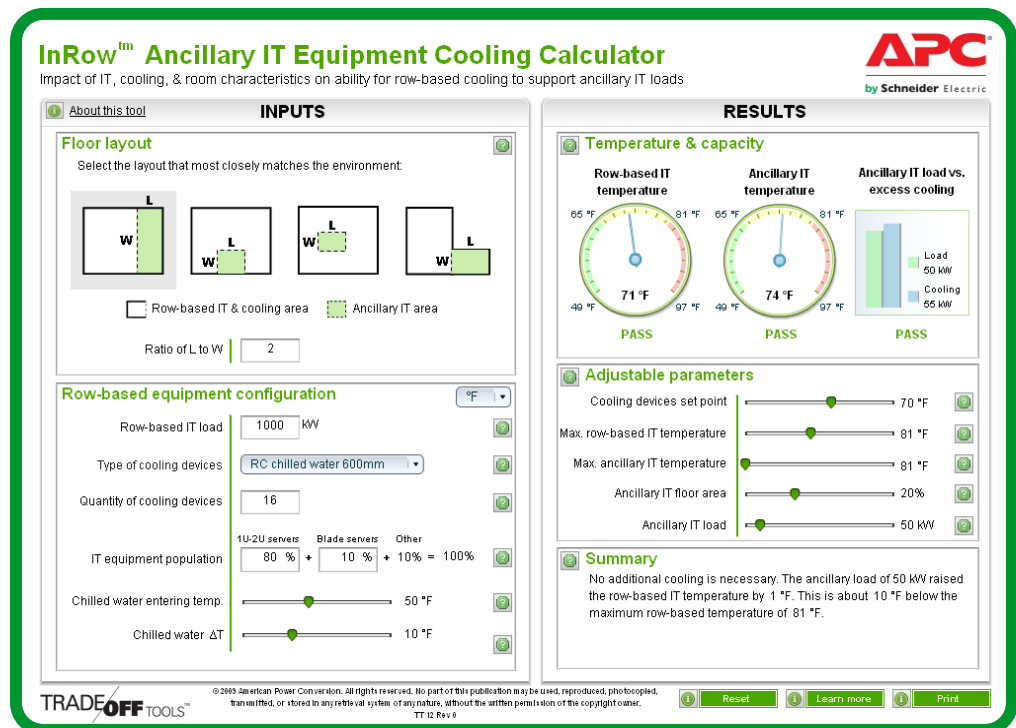 InRow™ Ancillary IT Equipment Cooling Calculator
Impact of IT, cooling, & room characteristics on ability for row-based cooling to support ancillary IT loads
APC®
by Schneider Electric
About this tool
INPUTS
Floor layout
Select the layout that most closely matches the environment:
L
W
L
W
L
W
L
W
Row-based IT & cooling area
Ancillary IT area
Ratio of L to W 2
Row-based equipment configuration
°F
Row-based IT load 1000 kW
Type of cooling devices RC chilled water 600mm
Quantity of cooling devices 16
1U-2U servers Blade servers Other
IT equipment population 80 % + 10 % + 10% = 100%
Chilled water entering temp. 50 °F
Chilled water ΔT 10 °F
RESULTS
Temperature & capacity
Row-based IT
temperature
65 °F 81 °F
71 °F
49 °F 97 °F
PASS
Ancillary IT
temperature
65 °F 81 °F
74 °F
49 °F 97 °F
PASS
Ancillary IT load vs.
excess cooling
Load
50 kW
Cooling
55 kW
PASS
Adjustable parameters
Cooling devices set point 70 °F
Max. row-based IT temperature 81 °F
Max. ancillary IT temperature 81 °F
Ancillary IT floor area 20%
Ancillary IT load 50 kW
Summary
No additional cooling is necessary. The ancillary load of 50 kW raised
the row-based IT temperature by 1 °F. This is about 10 °F below the
maximum row-based temperature of 81 °F.
TRADE OFF TOOLS™
© 2009 American Power Conversion. All rights reserved. No part of this publication may be used, reproduced, photocopied,
transmitted, or stored in any retrieval system of any nature, without the written permission of the copyright owner.
TT 12 Rev 0
Reset
Learn more
Print